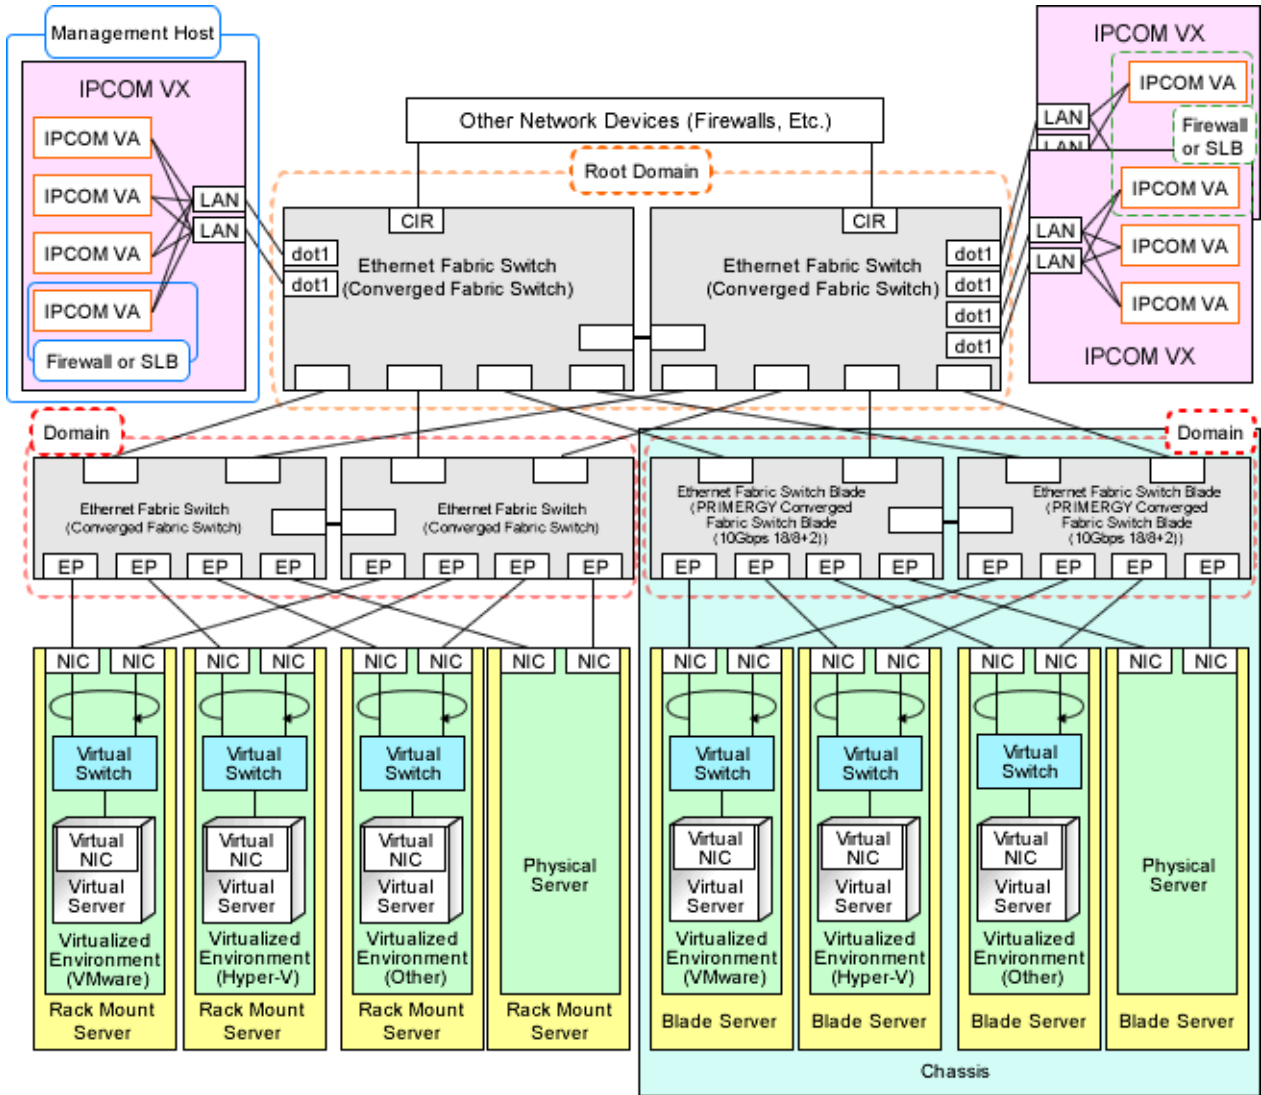 Management Host
IPCOM VX
IPCOM VA
IPCOM VA
IPCOM VA
IPCOM VA
Firewall or SLB
LAN
LAN
Other Network Devices (Firewalls, Etc.)
Root Domain
CIR
dot1
dot1
Ethernet Fabric Switch
(Converged Fabric Switch)
CIR
Ethernet Fabric Switch
(Converged Fabric Switch)
dot1
dot1
dot1
dot1
IPCOM VX
IPCOM VA
LAN
LAN
Firewall
or SLB
IPCOM VA
LAN
LAN
IPCOM VA
IPCOM VA
IPCOM VX
Domain
Domain
Ethernet Fabric Switch
(Converged Fabric Switch)
EP
EP
EP
EP
Ethernet Fabric Switch
(Converged Fabric Switch)
EP
EP
EP
EP
Ethernet Fabric Switch Blade
(PRIMERGY Converged
Fabric Switch Blade
(10Gbps 18/8+2))
EP
EP
EP
EP
Ethernet Fabric Switch Blade
(PRIMERGY Converged
Fabric Switch Blade
(10Gbps 18/8+2))
EP
EP
EP
EP
NIC
NIC
Virtual
Switch
Virtual
NIC
Virtual
Server
Virtualized
Environment
(VMware)
Rack Mount
Server
NIC
NIC
Virtual
Switch
Virtual
NIC
Virtual
Server
Virtualized
Environment
(Hyper-V)
Rack Mount
Server
NIC
NIC
Virtual
Switch
Virtual
NIC
Virtual
Server
Virtualized
Environment
(Other)
Rack Mount
Server
NIC
NIC
Physical
Server
Rack Mount
Server
NIC
NIC
Virtual
Switch
Virtual
NIC
Virtual
Server
Virtualized
Environment
(VMware)
Blade Server
NIC
NIC
Virtual
Switch
Virtual
NIC
Virtual
Server
Virtualized
Environment
(Hyper-V)
Blade Server
NIC
NIC
Virtual
Switch
Virtual
NIC
Virtual
Server
Virtualized
Environment
(Other)
Blade Server
NIC
NIC
Physical
Server
Blade Server
Chassis